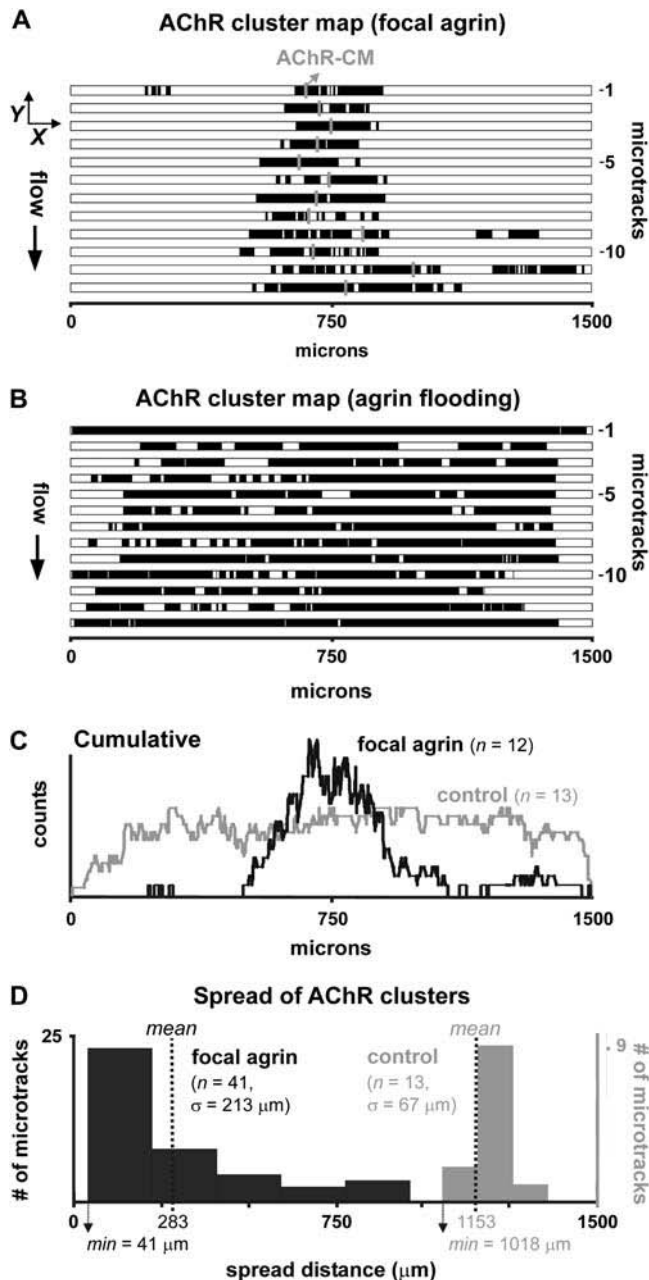 A AChR cluster map (focal agrin)
AChR-CM
Y
X
flow
-1
-5
-10
microtracks
0 750 1500
microns
B AChR cluster map (agrin flooding)
flow
-1
-5
-10
microtracks
0 750 1500
microns
C Cumulative
focal agrin (n = 12)
control (n = 13)
counts
0 750 1500
microns
D Spread of AChR clusters
25
mean
mean
.9
focal agrin
(n = 41,
σ = 213 μm)
control
(n = 13,
σ = 67 μm)
# of microtracks
# of microtracks
0 283 750 1153 1500
min = 41 μm
min = 1018 μm
spread distance (μm)